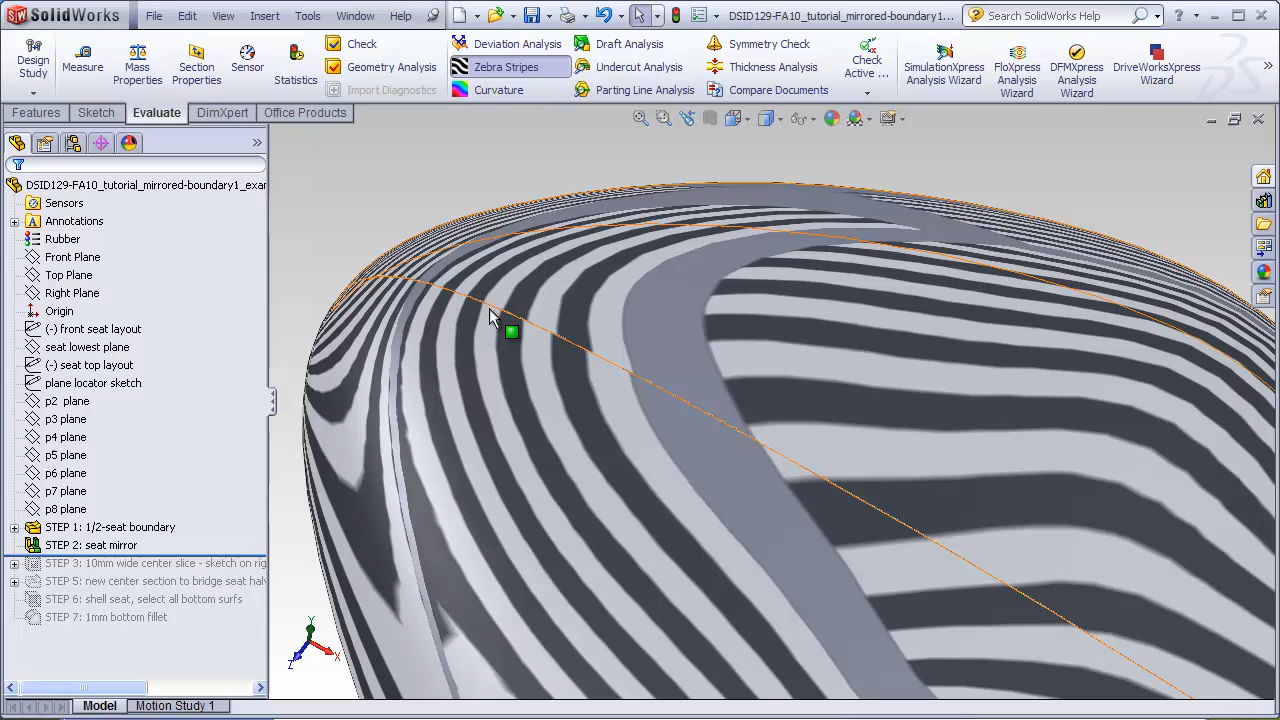 SolidWorks File Edit View Insert Tools Window Help DSID129-FA10_tutorial_mirrored-boundary1... Search SolidWorks Help
Design Study
Measure
Mass Properties
Section Properties
Sensor
Statistics
Check
Geometry Analysis
Import Diagnostics
Deviation Analysis
Zebra Stripes
Curvature
Draft Analysis
Undercut Analysis
Parting Line Analysis
Symmetry Check
Thickness Analysis
Compare Documents
Check Active ...
SimulationXpress Analysis Wizard
FloXpress Analysis Wizard
DFMXpress Analysis Wizard
DriveWorksXpress Wizard
Features Sketch Evaluate DimXpert Office Products
DSID129-FA10_tutorial_mirrored-boundary1_exar
Sensors
Annotations
Rubber
Front Plane
Top Plane
Right Plane
Origin
(-) front seat layout
seat lowest plane
(-) seat top layout
plane locator sketch
p2 plane
p3 plane
p5 plane
p6 plane
p7 plane
p8 plane
STEP 1: 1/2-seat boundary
STEP 2: seat mirror
STEP 3: 10mm wide center slice - sketch on rig
STEP 5: new center section to bridge seat halv
STEP 6: shell seat, select all bottom surfs
STEP 7: 1mm bottom fillet
Y
Z
X
Model Motion Study 1